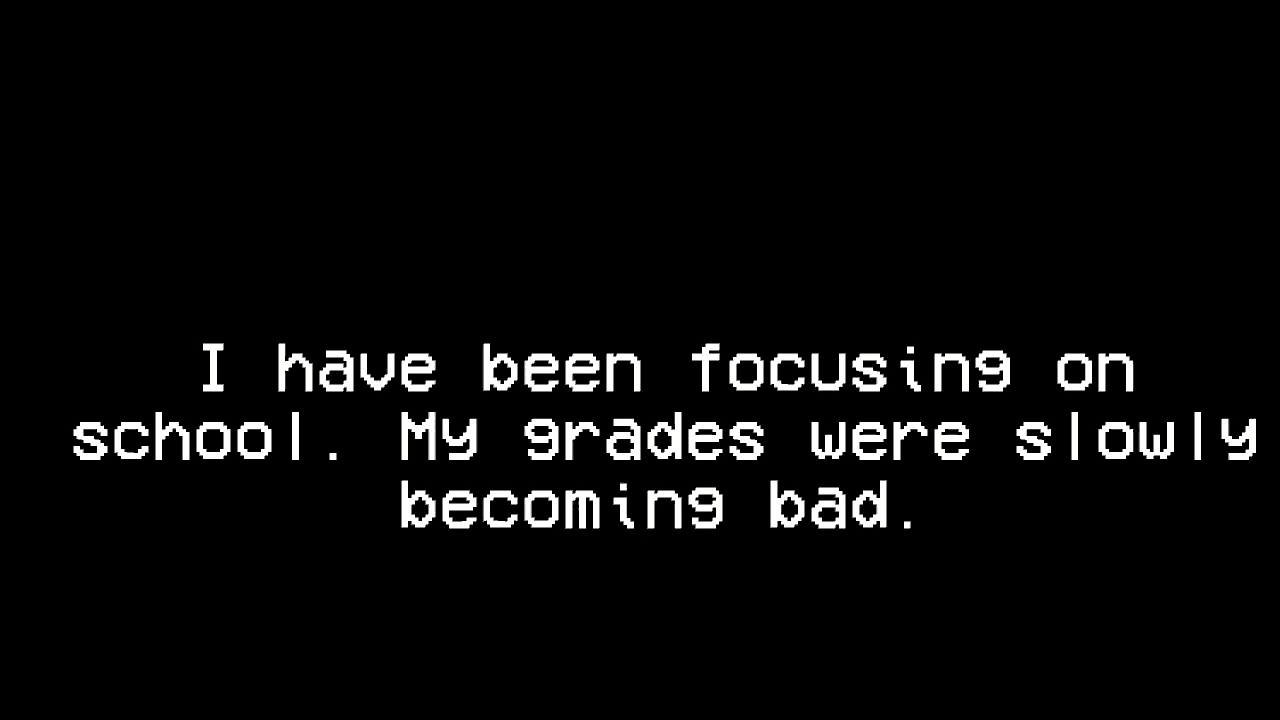 I have been focusing on
school. My grades were slowly
becoming bad.